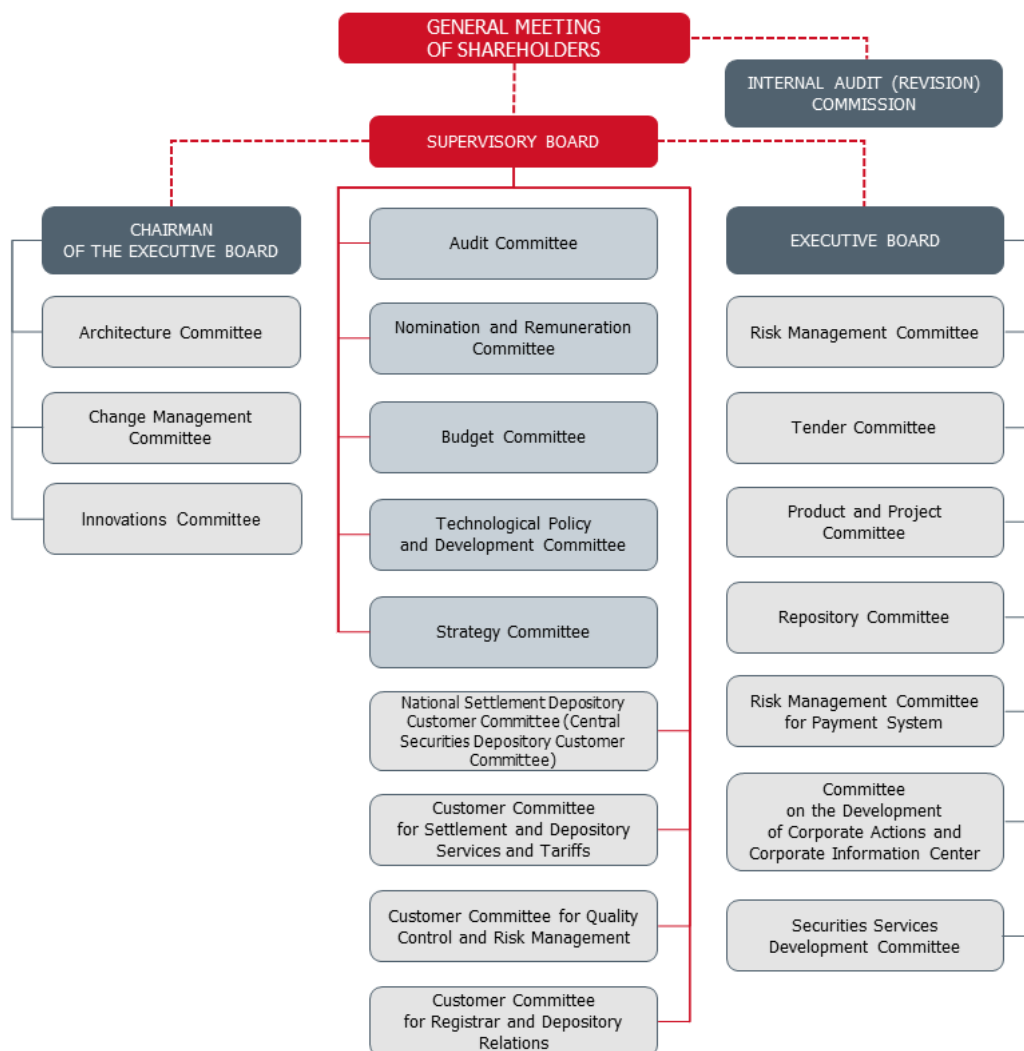 GENERAL MEETING
OF SHAREHOLDERS
INTERNAL AUDIT (REVISION)
COMMISSION
SUPERVISORY BOARD
CHAIRMAN
OF THE EXECUTIVE BOARD
Architecture Committee
Change Management
Committee
Innovations Committee
Audit Committee
Nomination and Remuneration
Committee
Budget Committee
Technological Policy
and Development Committee
Strategy Committee
National Settlement Depository
Customer Committee (Central
Securities Depository Customer
Committee)
Customer Committee
for Settlement and Depository
Services and Tariffs
Customer Committee for Quality
Control and Risk Management
Customer Committee
for Registrar and Depository
Relations
EXECUTIVE BOARD
Risk Management Committee
Tender Committee
Product and Project
Committee
Repository Committee
Risk Management Committee
for Payment System
Committee
on the Development
of Corporate Actions and
Corporate Information Center
Securities Services
Development Committee